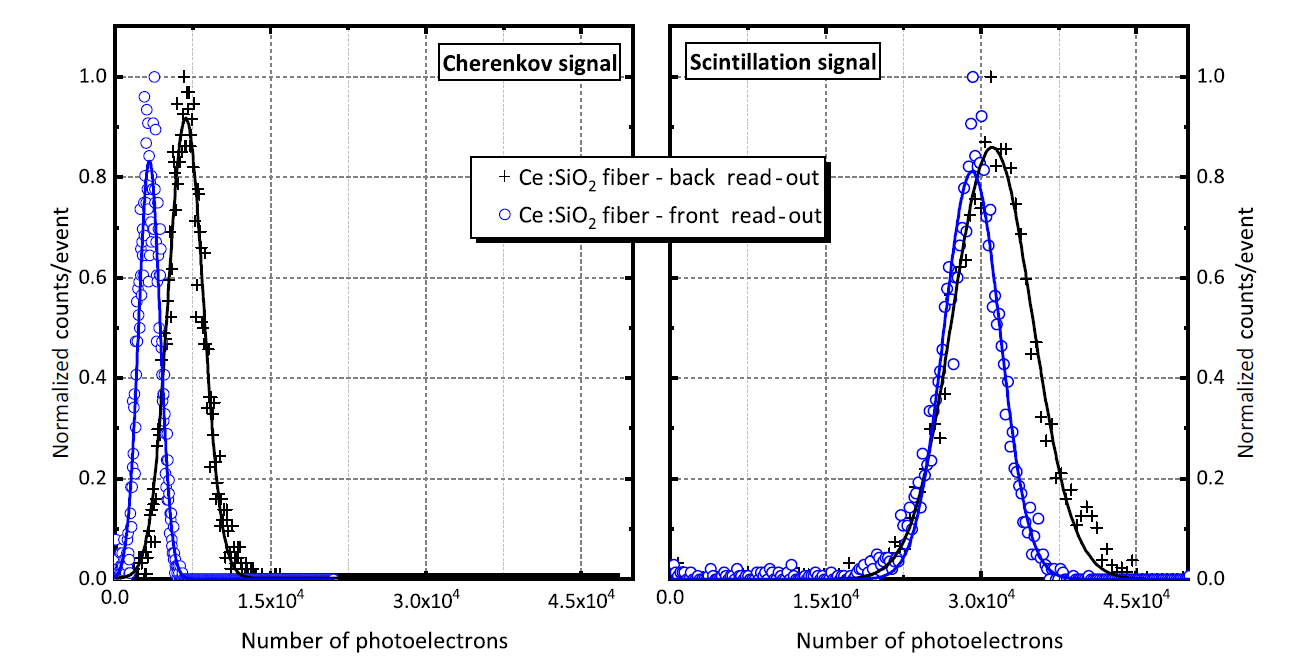 Cherenkov signal
Scintillation signal
+ Ce:SiO2 fiber - back read-out
○ Ce:SiO2 fiber - front read-out
Normalized counts/event
1.0
0.8
0.6
0.4
0.2
0.0
0.0 1.5x10^4 3.0x10^4 4.5x10^4
Number of photoelectrons
0.0 1.5x10^4 3.0x10^4 4.5x10^4
Number of photoelectrons
1.0
0.8
0.6
0.4
0.2
0.0
Normalized counts/event